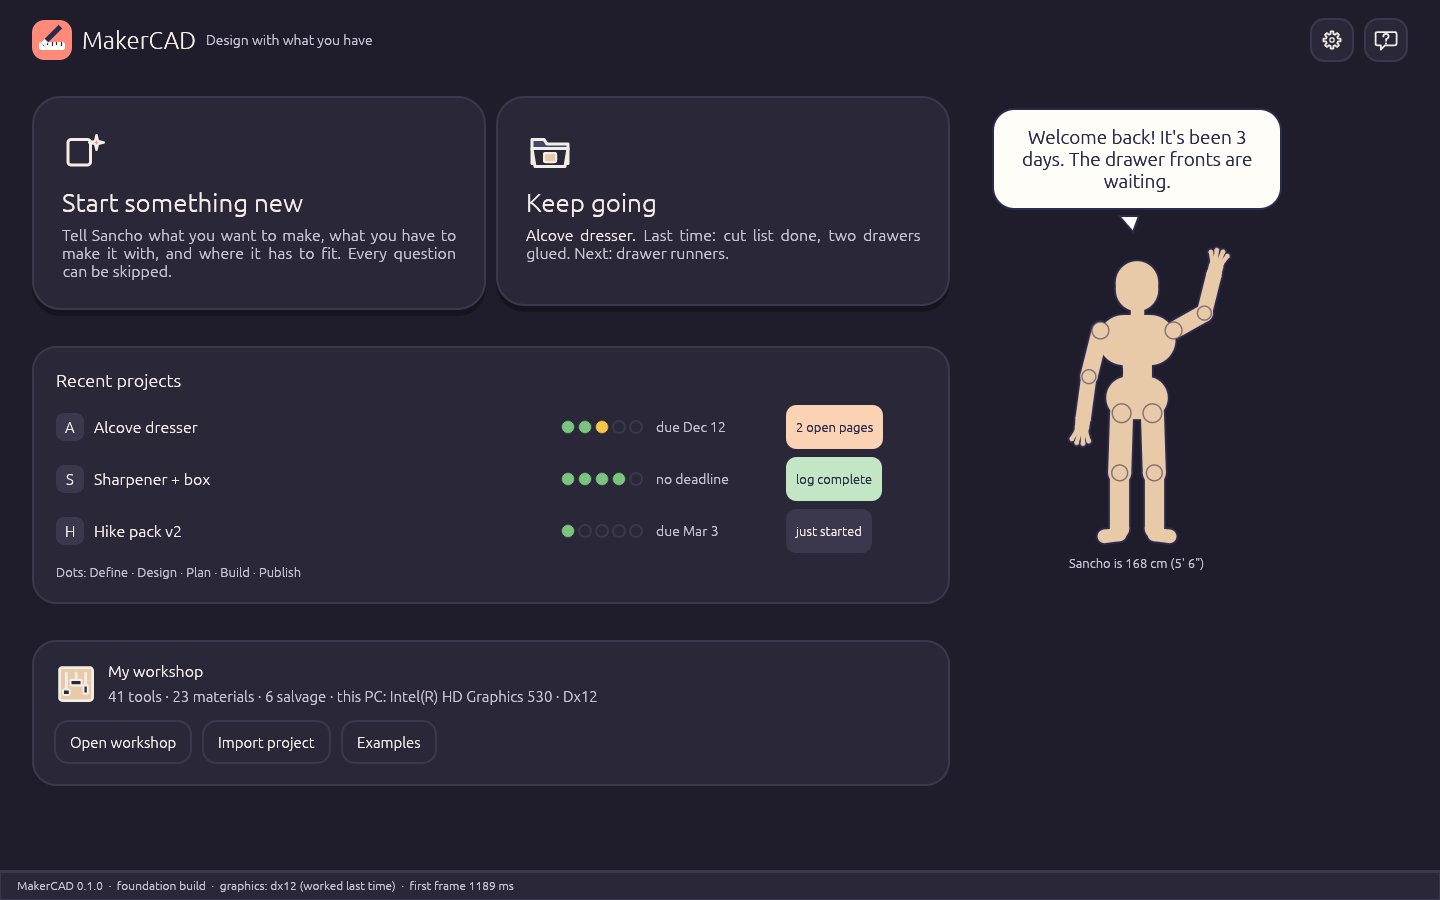 MakerCAD Design with what you have
Start something new
Tell Sancho what you want to make, what you have to
make it with, and where it has to fit. Every question
can be skipped.
Keep going
Alcove dresser. Last time: cut list done, two drawers
glued. Next: drawer runners.
Welcome back! It's been 3
days. The drawer fronts are
waiting.
Sancho is 168 cm (5' 6")
Recent projects
A Alcove dresser due Dec 12 2 open pages
S Sharpener + box no deadline log complete
H Hike pack v2 due Mar 3 just started
Dots: Define · Design · Plan · Build · Publish
My workshop
41 tools · 23 materials · 6 salvage · this PC: Intel(R) HD Graphics 530 · Dx12
Open workshop Import project Examples
MakerCAD 0.1.0 · foundation build · graphics: dx12 (worked last time) · first frame 1189 ms